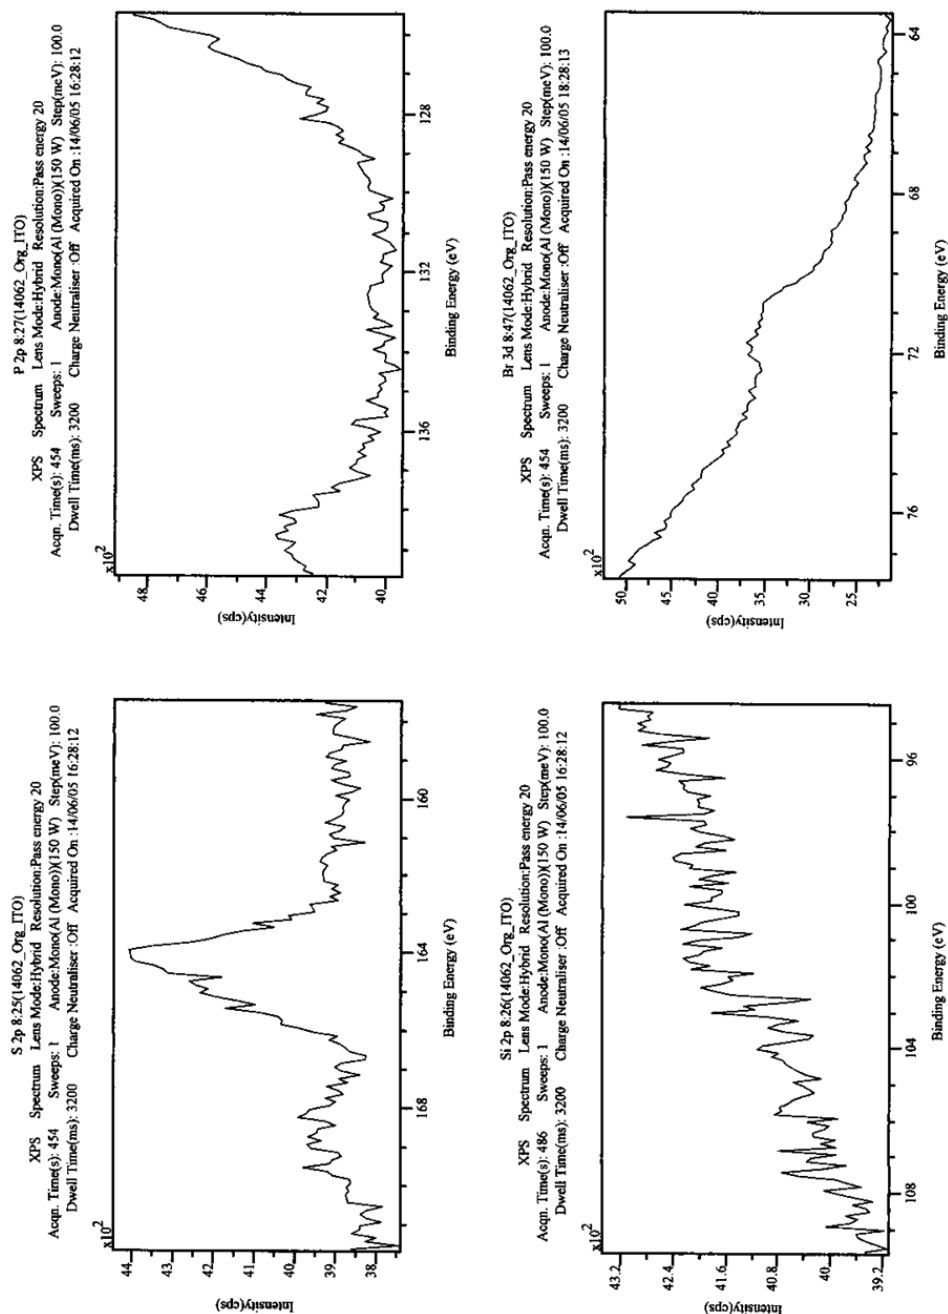 S 2p 8:25(14062_Org_ITO)
XPS Spectrum Lens Mode:Hybrid Resolution:Pass energy 20
Acqn. Time(s): 454 Sweeps: 1 Anode:Mono(Al (Mono))(150 W) Step(meV): 100.0
Dwell Time(ms): 3200 Charge Neutraliser :Off Acquired On :14/06/05 16:28:12
x10²
44
43
42
41
40
39
38
Intensity(cps)
168 164 160
Binding Energy (eV)
P 2p 8:27(14062_Org_ITO)
XPS Spectrum Lens Mode:Hybrid Resolution:Pass energy 20
Acqn. Time(s): 454 Sweeps: 1 Anode:Mono(Al (Mono))(150 W) Step(meV): 100.0
Dwell Time(ms): 3200 Charge Neutraliser :Off Acquired On :14/06/05 16:28:12
x10²
48
46
44
42
40
Intensity(cps)
136 132 128
Binding Energy (eV)
Si 2p 8:26(14062_Org_ITO)
XPS Spectrum Lens Mode:Hybrid Resolution:Pass energy 20
Acqn. Time(s): 486 Sweeps: 1 Anode:Mono(Al (Mono))(150 W) Step(meV): 100.0
Dwell Time(ms): 3200 Charge Neutraliser :Off Acquired On :14/06/05 16:28:12
x10²
43.2
42.4
41.6
40.8
40
39.2
Intensity(cps)
108 104 100 96
Binding Energy (eV)
Br 3d 8:47(14062_Org_ITO)
XPS Spectrum Lens Mode:Hybrid Resolution:Pass energy 20
Acqn. Time(s): 454 Sweeps: 1 Anode:Mono(Al (Mono))(150 W) Step(meV): 100.0
Dwell Time(ms): 3200 Charge Neutraliser :Off Acquired On :14/06/05 18:28:13
x10²
50
45
40
35
30
25
Intensity(cps)
76 72 68 64
Binding Energy (eV)